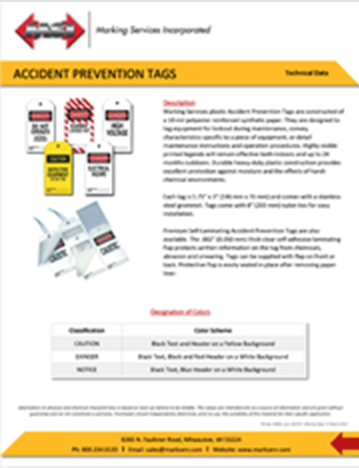 MSI
Marking Services Incorporated
ACCIDENT PREVENTION TAGS
Technical Data
DANGER
DO NOT OPERATE
DANGER
DANGER
HIGH VOLTAGE
CAUTION
DANGER
Description
Marking Services plastic Accident Prevention Tags are constructed of
a 10-mil polyester reinforced synthetic paper. They are designed to
tag equipment for lockout during maintenance, convey
characteristics specific to a piece of equipment, or detail
maintenance instructions and operation procedures. Highly visible
printed legends will remain effective both indoors and up to 24
months outdoors. Durable heavy-duty plastic construction provides
excellent protection against moisture and the effects of harsh
chemical environments.
Each tag is 5.75" x 3" (146 mm x 76 mm) and comes with a stainless
steel grommet. Tags come with 8" (203 mm) nylon ties for easy
installation.
Premium Self-Laminating Accident Prevention Tags are also
available. The .002" (0.050 mm) thick clear self-adhesive laminating
flap protects written information on the tag from chemicals,
abrasion and smearing. Tags can be supplied with flap on front or
back. Protective flap is easily sealed in place after removing paper
liner.
Designation of Colors
Classification Color Scheme
CAUTION Black Text and Header on a Yellow Background
DANGER Black Text, Black and Red Header on a White Background
NOTICE Black Text, Blue Header on a White Background
8265 N. Faulkner Road, Milwaukee, WI 53224
Email: sales@markserv.com www.markserv.com